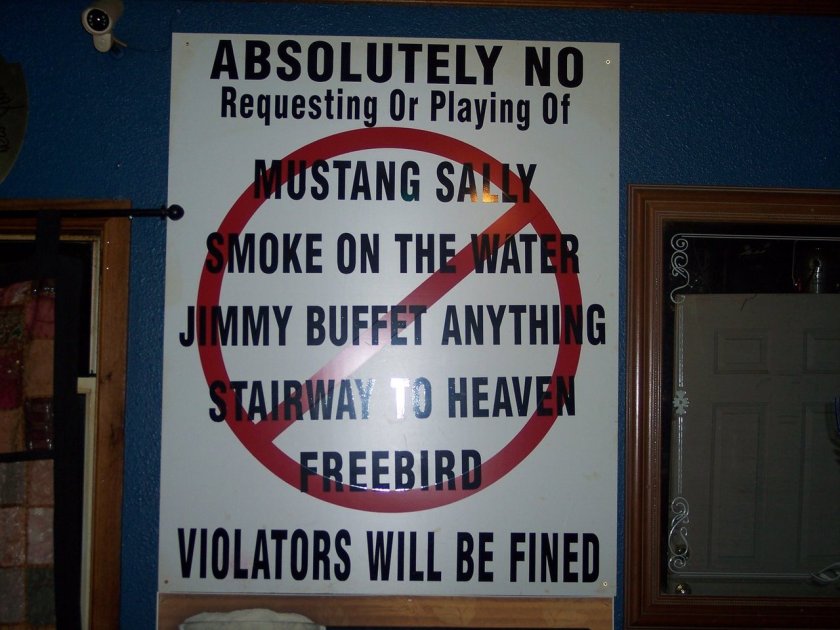 ABSOLUTELY NO
Requesting Or Playing Of
MUSTANG SALLY
SMOKE ON THE WATER
JIMMY BUFFET ANYTHING
STAIRWAY TO HEAVEN
FREEBIRD
VIOLATORS WILL BE FINED